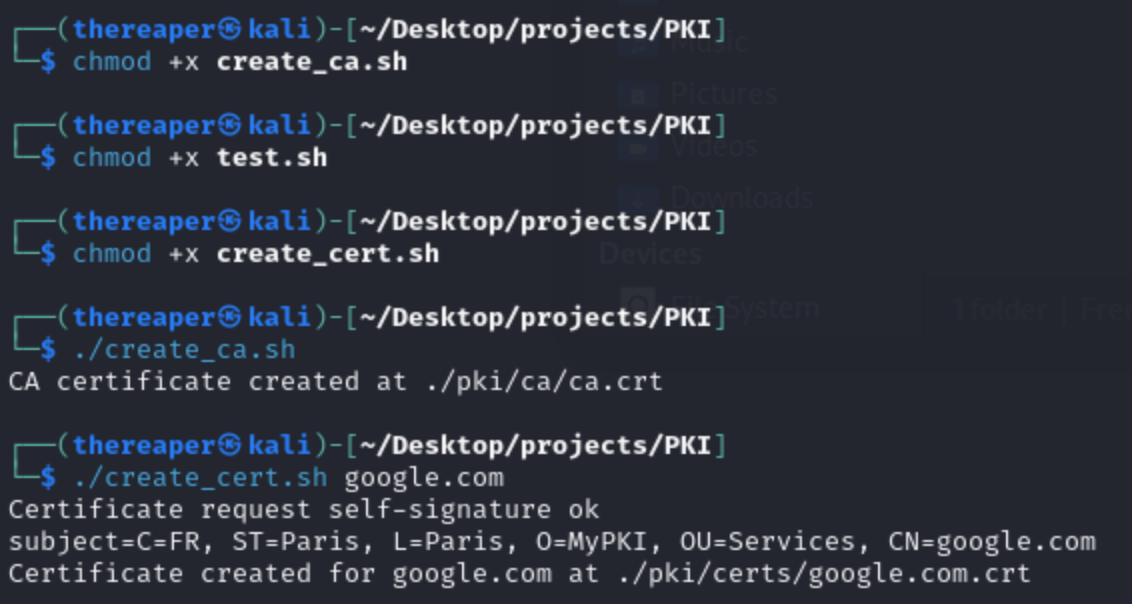 ┌──(thereaper㉿kali)-[~/Desktop/projects/PKI]
└─$ chmod +x create_ca.sh
┌──(thereaper㉿kali)-[~/Desktop/projects/PKI]
└─$ chmod +x test.sh
┌──(thereaper㉿kali)-[~/Desktop/projects/PKI]
└─$ chmod +x create_cert.sh
┌──(thereaper㉿kali)-[~/Desktop/projects/PKI]
└─$ ./create_ca.sh
CA certificate created at ./pki/ca/ca.crt
┌──(thereaper㉿kali)-[~/Desktop/projects/PKI]
└─$ ./create_cert.sh google.com
Certificate request self-signature ok
subject=C=FR, ST=Paris, L=Paris, O=MyPKI, OU=Services, CN=google.com
Certificate created for google.com at ./pki/certs/google.com.crt
Music
Pictures
Videos
Downloads
Devices
File System
1 folder | Free